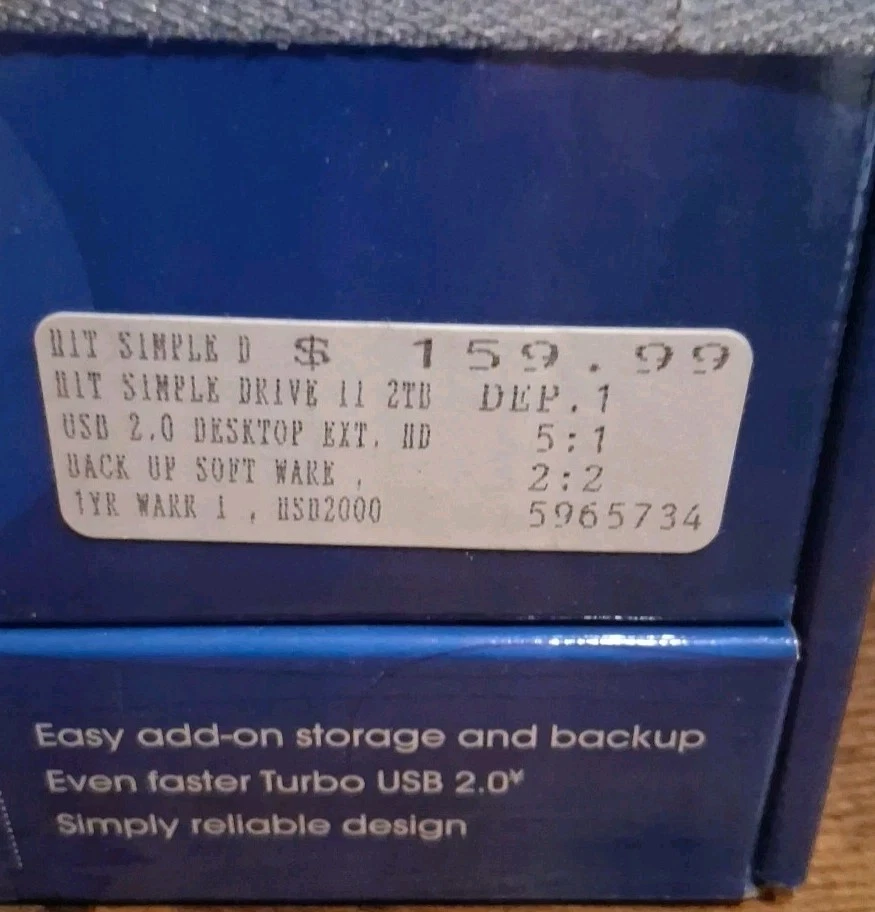 HIT SIMPLE D $ 159.99
HIT SIMPLE DRIVE 11 2TB DEP.1
USB 2.0 DESKTOP EXT. HD 5:1
BACK UP SOFT WARE , 2:2
1YR WARR 1 , HSD2000 5965734
Easy add-on storage and backup
Even faster Turbo USB 2.0¥
Simply reliable design